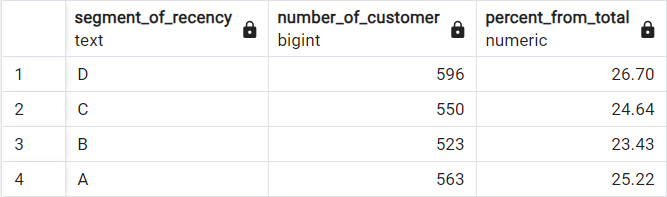 segment_of_recency number_of_customer percent_from_total
text bigint numeric
1 D 596 26.70
2 C 550 24.64
3 B 523 23.43
4 A 563 25.22